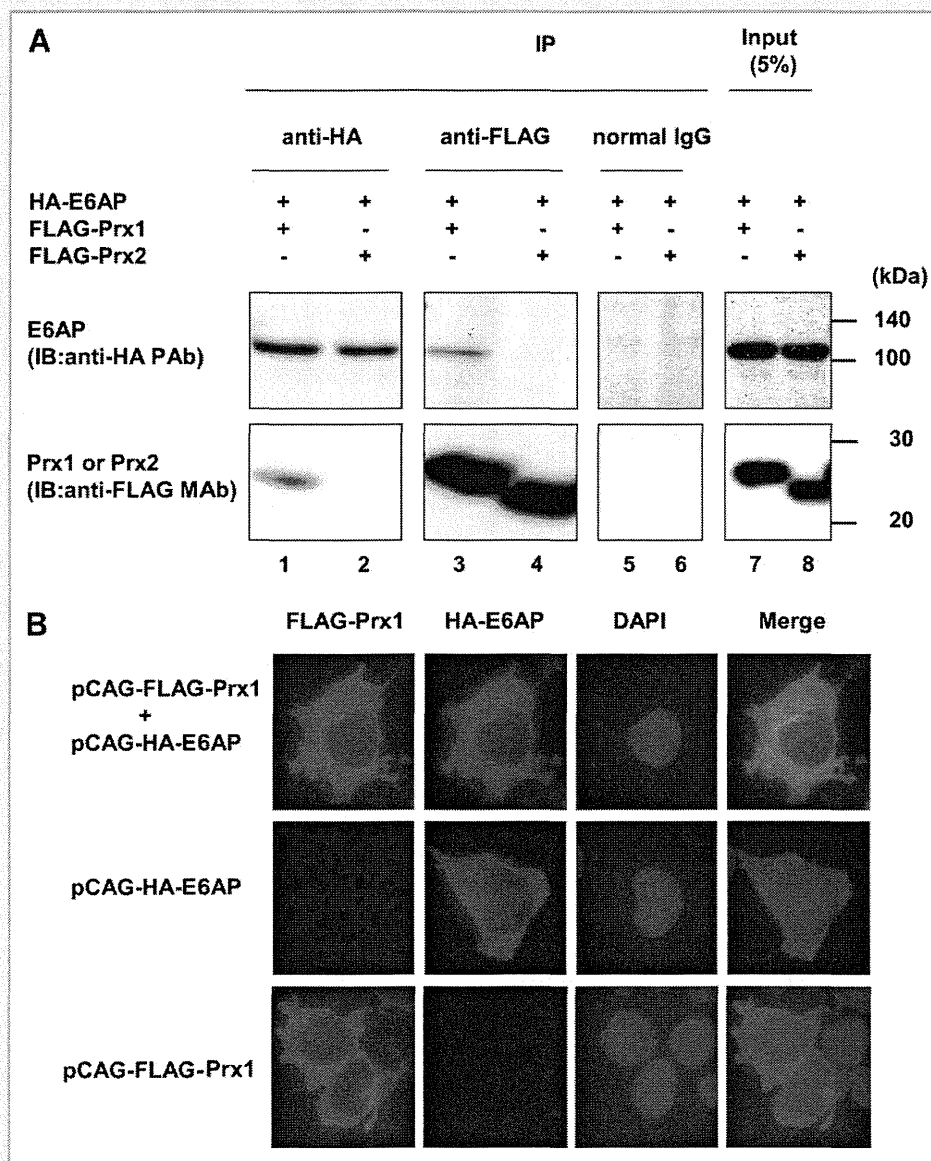 A
IP
Input
(5%)
anti-HA anti-FLAG normal IgG
HA-E6AP + + + + + + + +
FLAG-Prx1 + - + - + - + -
FLAG-Prx2 - + - + - + - +
(kDa)
E6AP
(IB:anti-HA PAb)
140
100
Prx1 or Prx2
(IB:anti-FLAG MAb)
30
20
1 2 3 4 5 6 7 8
B
FLAG-Prx1 HA-E6AP DAPI Merge
pCAG-FLAG-Prx1
+
pCAG-HA-E6AP
pCAG-HA-E6AP
pCAG-FLAG-Prx1